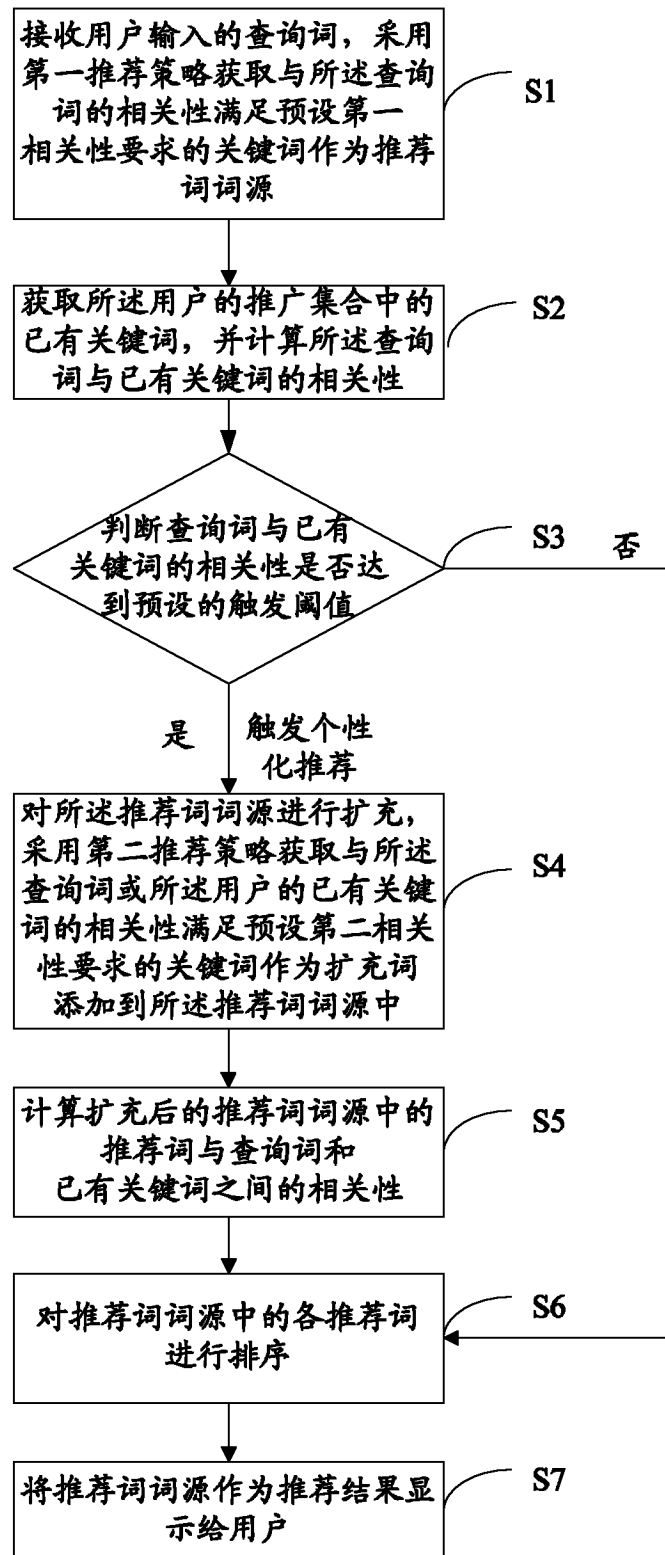 接收用户输入的查询词，采用
第一推荐策略获取与所述查询
词的相关性满足预设第一
相关性要求的关键词作为推荐
词词源
S1
获取所述用户的推广集合中的
已有关键词，并计算所述查询
词与已有关键词的相关性
S2
判断查询词与已有
关键词的相关性是否达
到预设的触发阈值
S3
否
是
触发个性
化推荐
对所述推荐词词源进行扩充，
采用第二推荐策略获取与所述
查询词或所述用户的已有关键
词的相关性满足预设第二相关
性要求的关键词作为扩充词
添加到所述推荐词词源中
S4
计算扩充后的推荐词词源中的
推荐词与查询词和
已有关键词之间的相关性
S5
对推荐词词源中的各推荐词
进行排序
S6
将推荐词词源作为推荐结果显
示给用户
S7